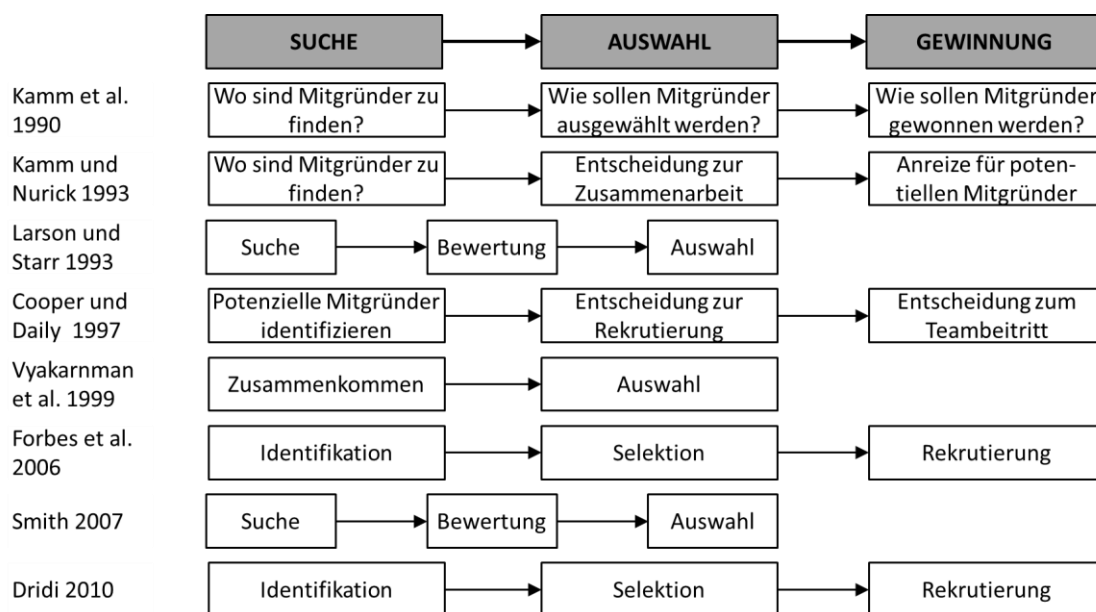 SUCHE
AUSWAHL
GEWINNUNG
Kamm et al.
1990
Wo sind Mitgründer zu
finden?
Wie sollen Mitgründer
ausgewählt werden?
Wie sollen Mitgründer
gewonnen werden?
Kamm und
Nurick 1993
Wo sind Mitgründer zu
finden?
Entscheidung zur
Zusammenarbeit
Anreize für poten-
tiellen Mitgründer
Larson und
Starr 1993
Suche
Bewertung
Auswahl
Cooper und
Daily 1997
Potenzielle Mitgründer
identifizieren
Entscheidung zur
Rekrutierung
Entscheidung zum
Teambeitritt
Vyakarnman
et al. 1999
Zusammenkommen
Auswahl
Forbes et al.
2006
Identifikation
Selektion
Rekrutierung
Smith 2007
Suche
Bewertung
Auswahl
Dridi 2010
Identifikation
Selektion
Rekrutierung